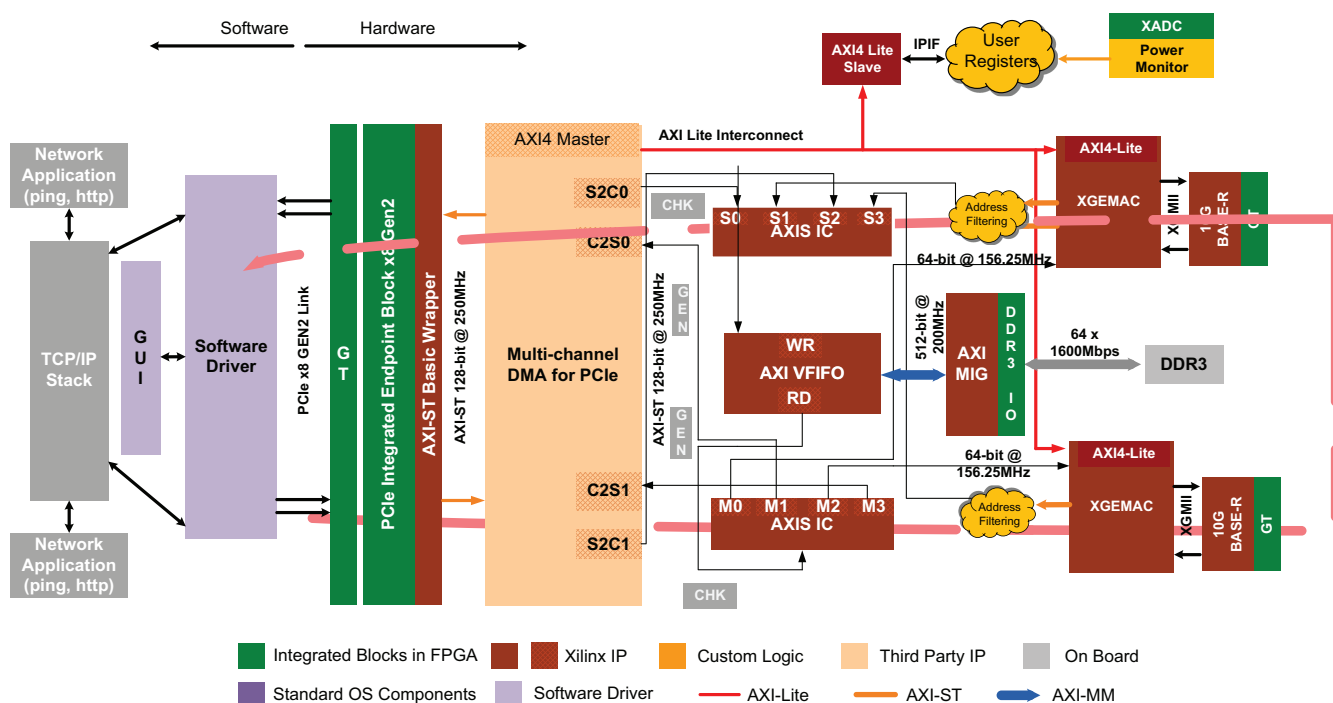 Software
Hardware
XADC
Power
Monitor
AXI4 Lite
Slave
IPIF
User
Registers
Network
Application
(ping, http)
AXI4 Master
AXI Lite Interconnect
AXI4-Lite
XGEMAC
XGMII
10G
BASE-R
GT
S2C0
CHK
S0
S1
S2
S3
AXIS IC
Address
Filtering
C2S0
64-bit @ 156.25MHz
TCP/IP
Stack
GUI
Software
Driver
PCIe x8 GEN2 Link
GT
PCIe Integrated Endpoint Block x8 Gen2
AXI-ST Basic Wrapper
AXI-ST 128-bit @ 250MHz
Multi-channel
DMA for PCIe
AXI-ST 128-bit @ 250MHz
GEN
GEN
WR
AXI VFIFO
RD
512-bit @
200MHz
AXI
MIG
DDR3 IO
64 x
1600Mbps
DDR3
64-bit @
156.25MHz
AXI4-Lite
XGEMAC
XGMII
10G
BASE-R
GT
C2S1
M0
M1
M2
M3
AXIS IC
Address
Filtering
S2C1
Network
Application
(ping, http)
CHK
Integrated Blocks in FPGA
Xilinx IP
Custom Logic
Third Party IP
On Board
Standard OS Components
Software Driver
AXI-Lite
AXI-ST
AXI-MM